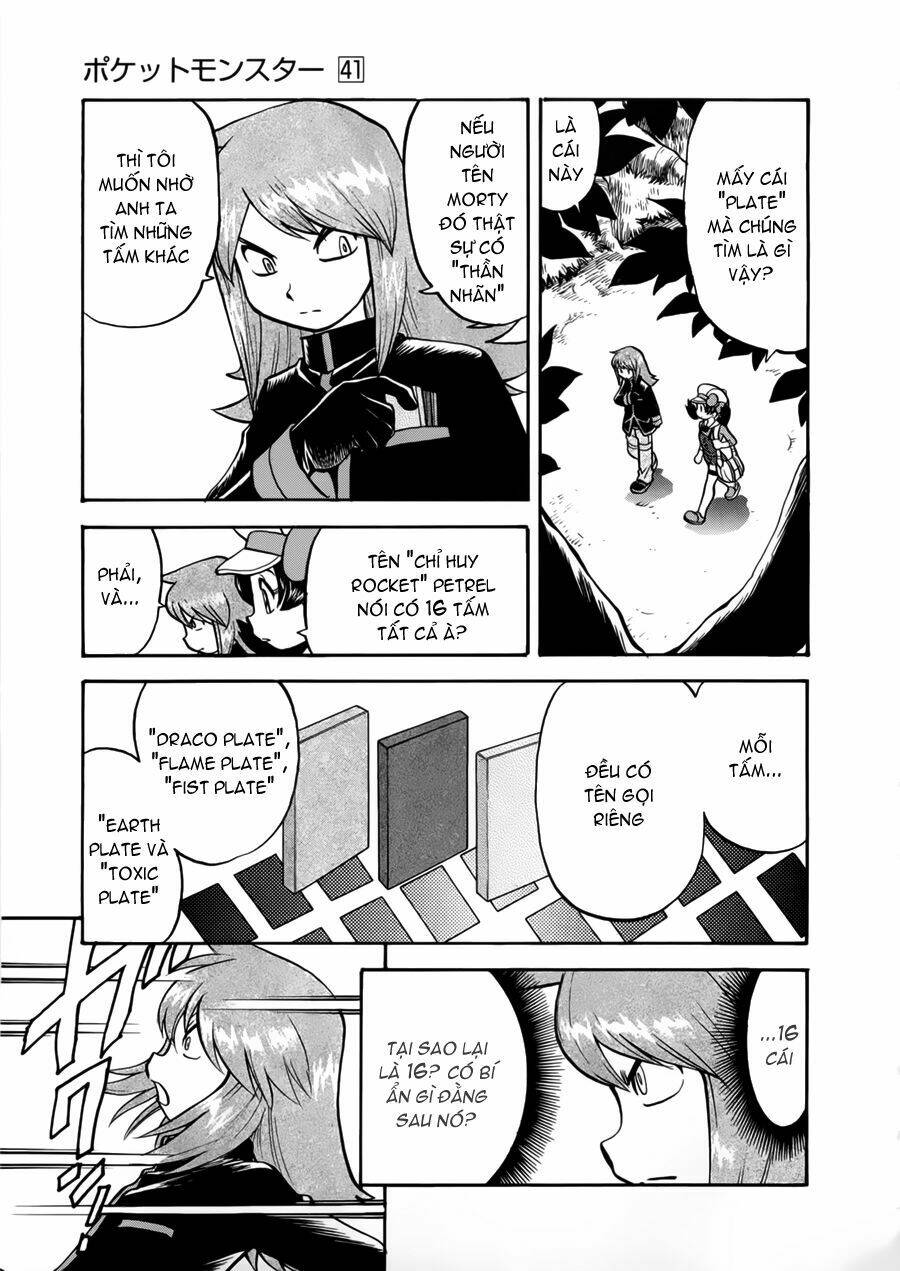 ポケットモンスター 41
MẤY CÁI
"PLATE"
MÀ CHÚNG
TÌM LÀ GÌ
VẬY?
LÀ
CÁI
NÀY
NẾU
NGƯỜI
TÊN
MORTY
ĐÓ THẬT
SỰ CÓ
"THẦN
NHÃN"
THÌ TÔI
MUỐN NHỜ
ANH TA
TÌM NHỮNG
TẤM KHÁC
TÊN "CHỈ HUY
ROCKET" PETREL
NÓI CÓ 16 TẤM
TẤT CẢ À?
PHẢI,
VÀ...
MỖI
TẤM...
ĐỀU CÓ
TÊN GỌI
RIÊNG
"DRACO PLATE",
"FLAME PLATE",
"FIST PLATE"
"EARTH
PLATE VÀ
"TOXIC
PLATE"
...16
CÁI
TẠI SAO LẠI
LÀ 16? CÓ BÍ
ẨN GÌ ĐẰNG
SAU NÓ?